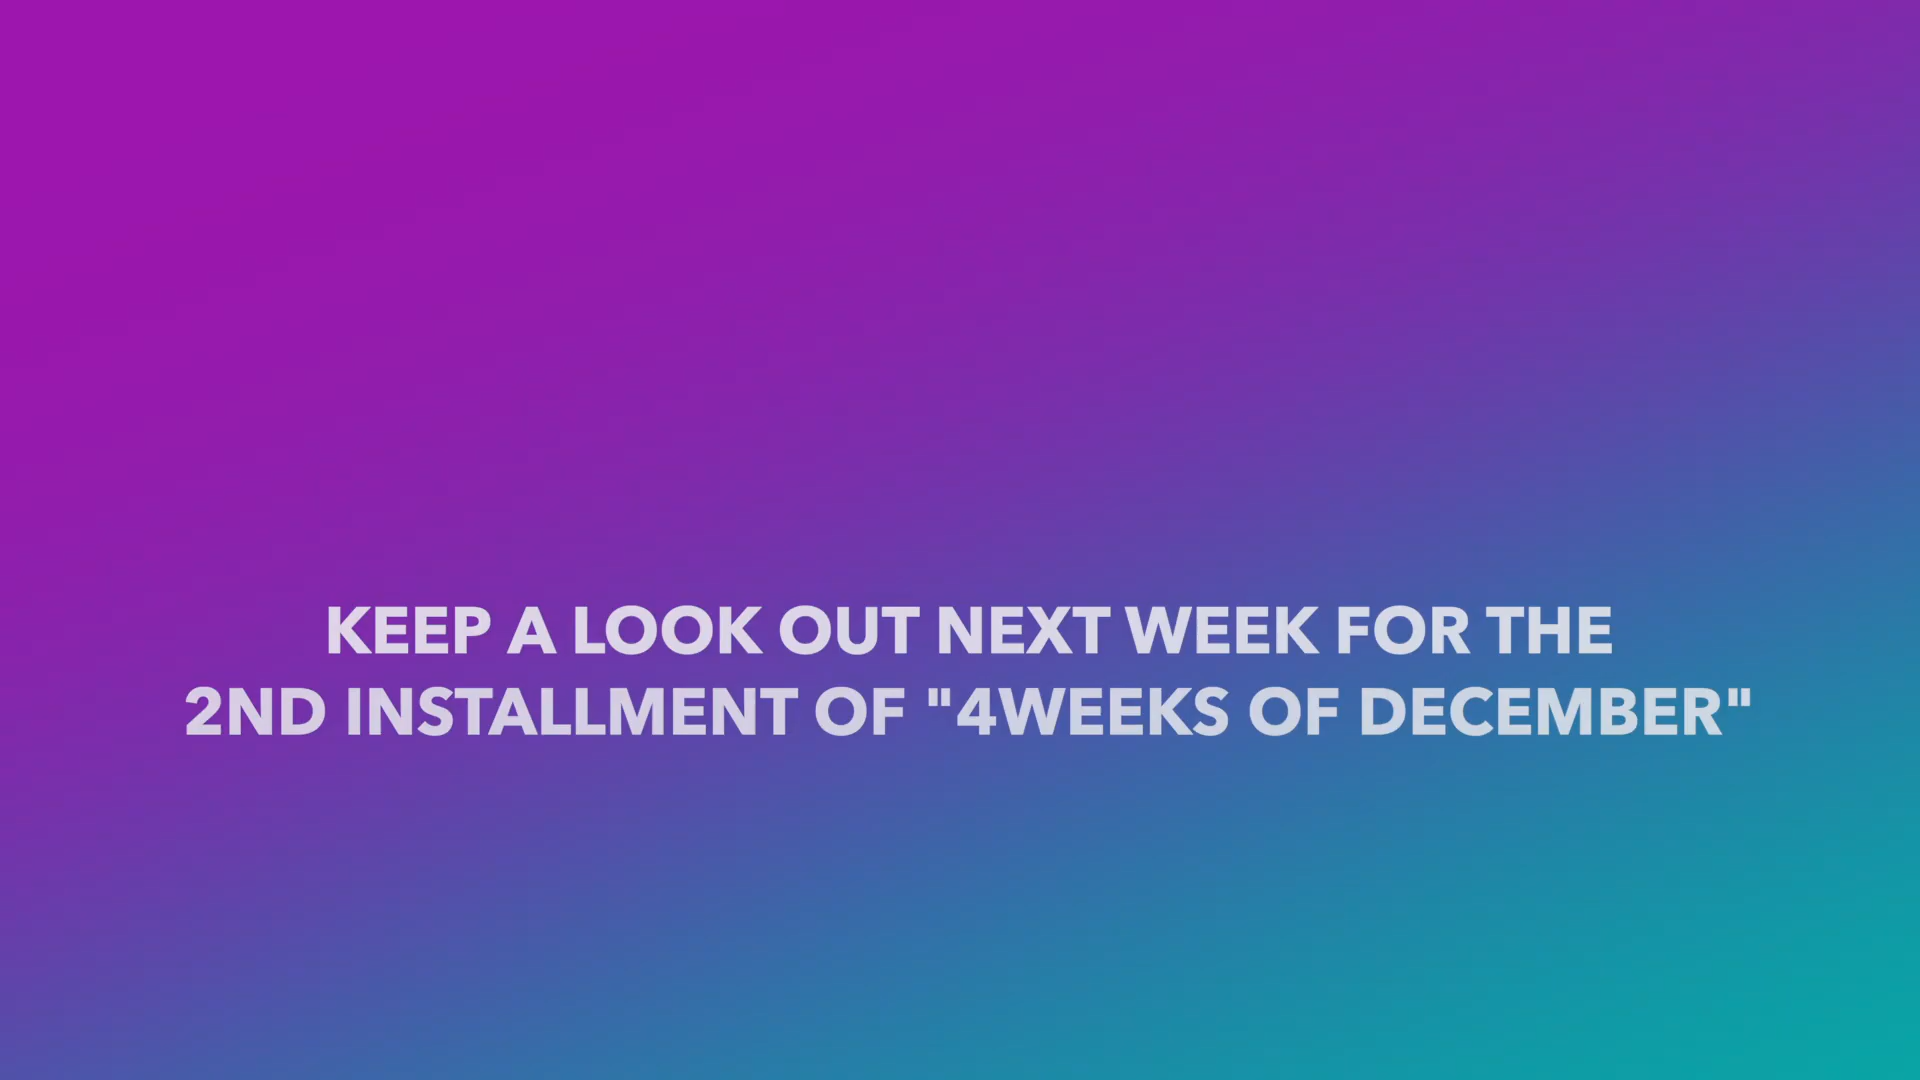 KEEP A LOOK OUT NEXT WEEK FOR THE
2ND INSTALLMENT OF "4WEEKS OF DECEMBER"